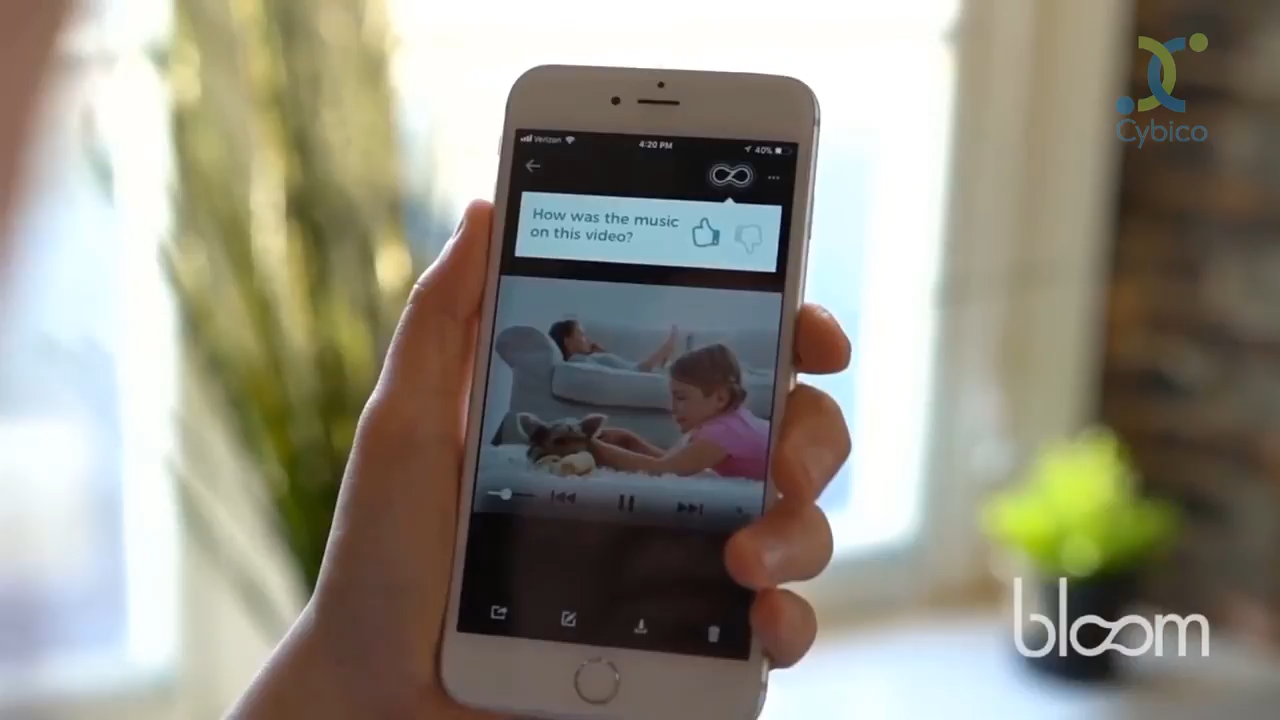 Cybico
Verizon
4:20 PM
40%
How was the music
on this video?
bloom